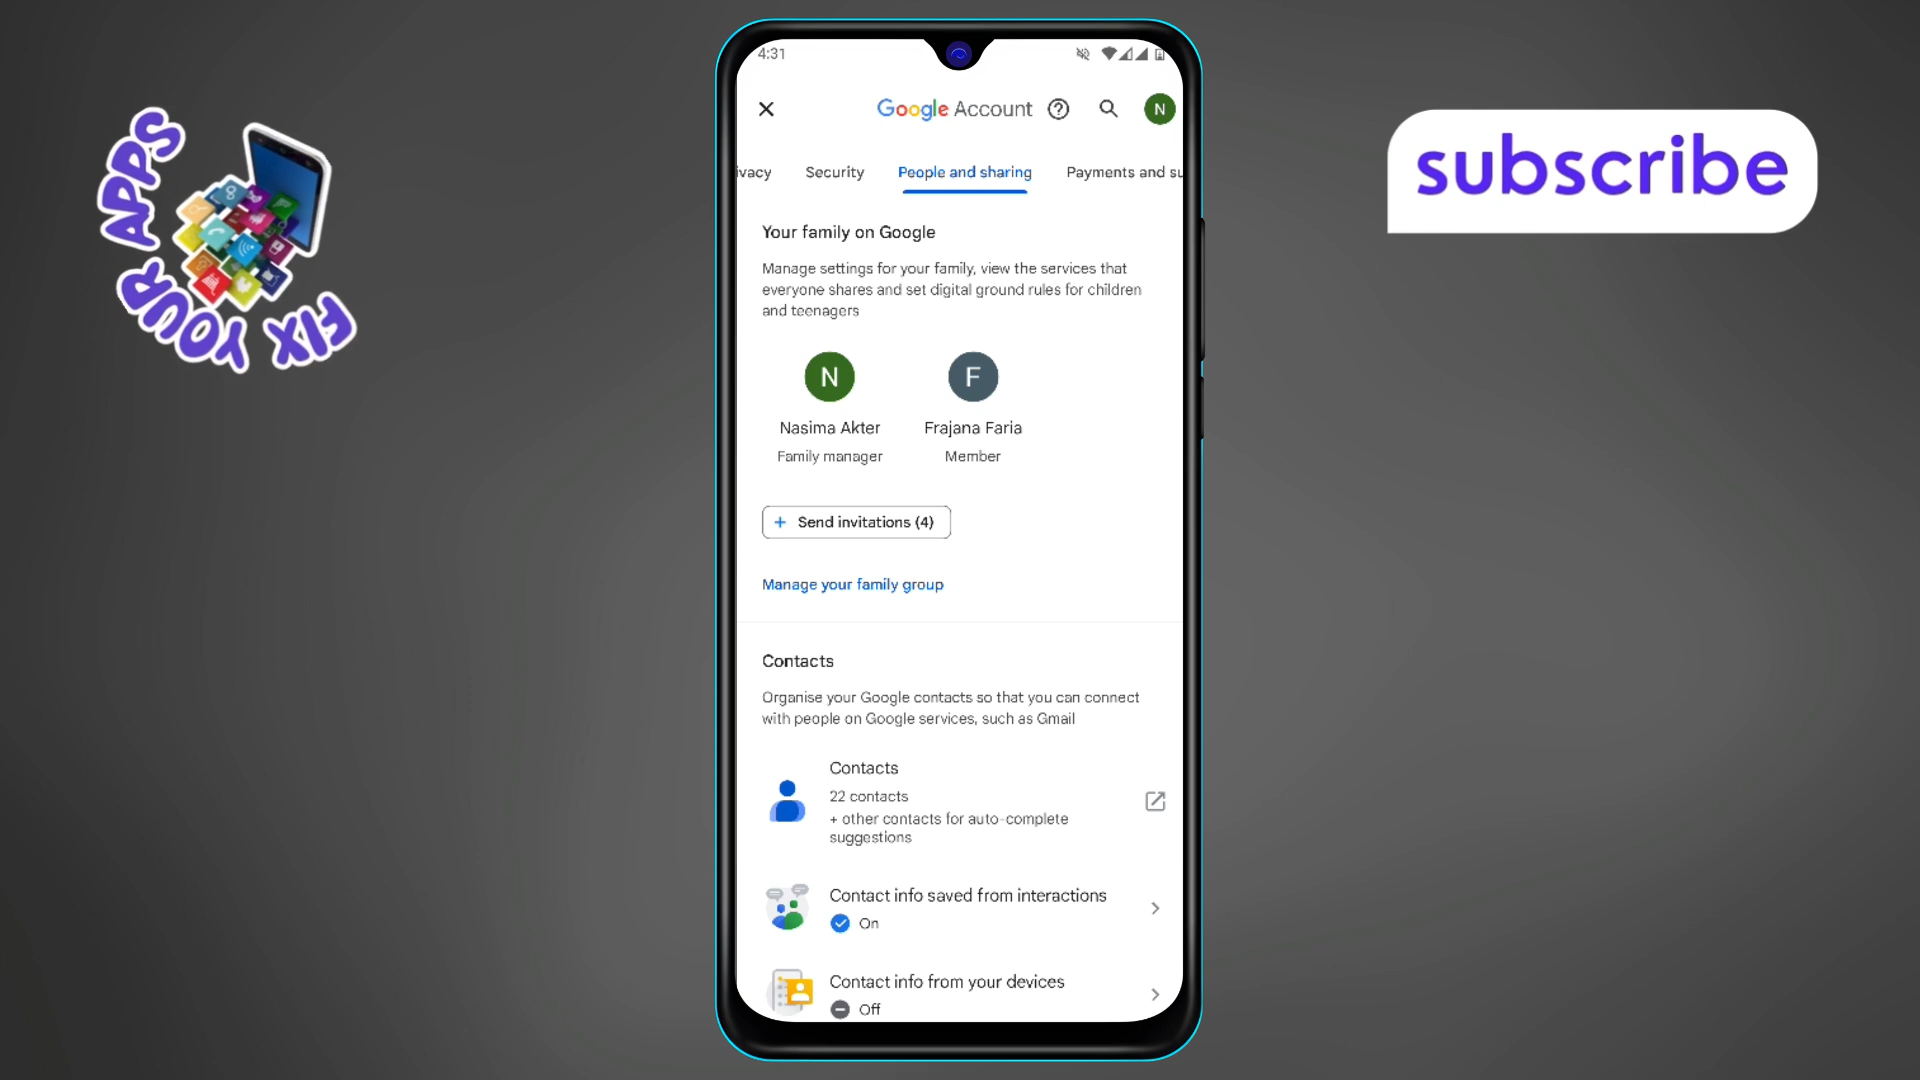 FIX YOUR APPS
subscribe
4:31
Google Account
N
ivacy
Security
People and sharing
Payments and su
Your family on Google
Manage settings for your family, view the services that
everyone shares and set digital ground rules for children
and teenagers
N
F
Nasima Akter
Frajana Faria
Family manager
Member
+ Send invitations (4)
Manage your family group
Contacts
Organise your Google contacts so that you can connect
with people on Google services, such as Gmail
Contacts
22 contacts
+ other contacts for auto-complete
suggestions
Contact info saved from interactions
On
Contact info from your devices
Off